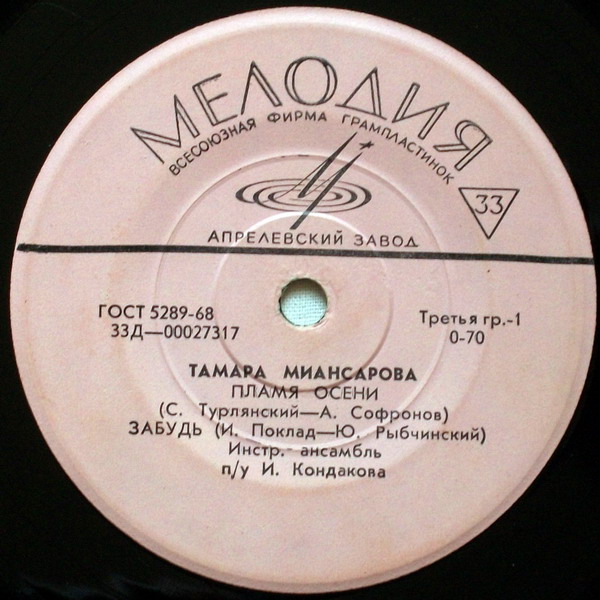 МЕЛОДИЯ
ВСЕСОЮЗНАЯ ФИРМА ГРАМПЛАСТИНОК
33
АПРЕЛЕВСКИЙ ЗАВОД
ГОСТ 5289-68
33Д—00027317
Третья гр.-1
0-70
ТАМАРА МИАНСАРОВА
ПЛАМЯ ОСЕНИ
(С. Турлянский—А. Софронов)
ЗАБУДЬ (И. Поклад—Ю. Рыбчинский)
Инстр. ансамбль
п/у И. Кондакова